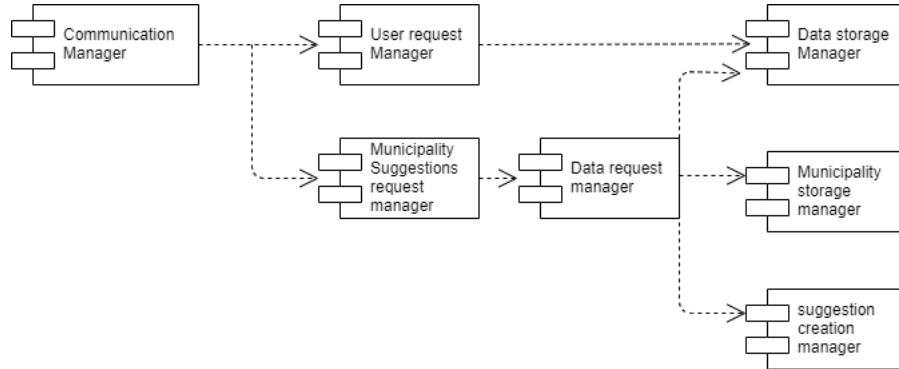 Communication
Manager
User request
Manager
Data storage
Manager
Municipality
Suggestions
request
manager
Data request
manager
Municipality
storage
manager
suggestion
creation
manager